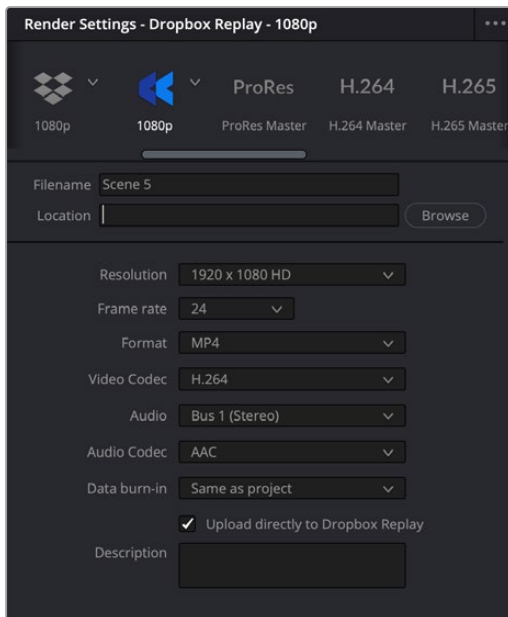 Render Settings - Dropbox Replay - 1080p
ProRes H.264 H.265
1080p 1080p ProRes Master H.264 Master H.265 Master
Filename Scene 5
Location Browse
Resolution 1920 x 1080 HD
Frame rate 24
Format MP4
Video Codec H.264
Audio Bus 1 (Stereo)
Audio Codec AAC
Data burn-in Same as project
Upload directly to Dropbox Replay
Description